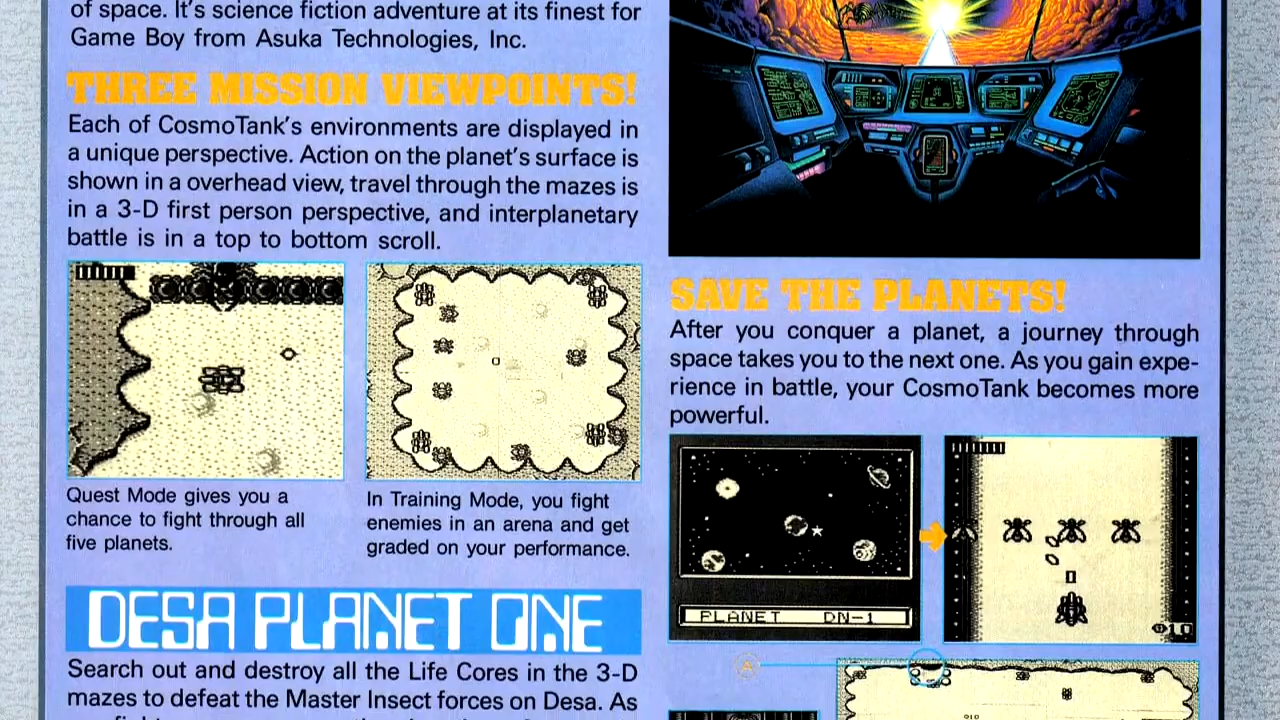 of space. It's science fiction adventure at its finest for
Game Boy from Asuka Technologies, Inc.
THREE MISSION VIEWPOINTS!
Each of CosmoTank's environments are displayed in
a unique perspective. Action on the planet's surface is
shown in a overhead view, travel through the mazes is
in a 3-D first person perspective, and interplanetary
battle is in a top to bottom scroll.
Quest Mode gives you a
chance to fight through all
five planets.
In Training Mode, you fight
enemies in an arena and get
graded on your performance.
DESA PLANET ONE
Search out and destroy all the Life Cores in the 3-D
mazes to defeat the Master Insect forces on Desa. As
SAVE THE PLANETS!
After you conquer a planet, a journey through
space takes you to the next one. As you gain expe-
rience in battle, your CosmoTank becomes more
powerful.
PLANET DN-1
10
A
010